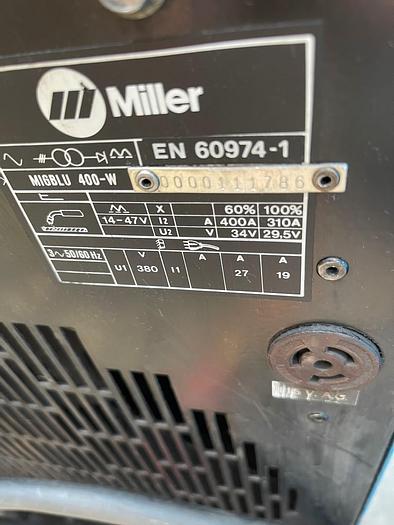 Miller
EN 60974-1
MIGBLU 400-W
0000111786
X 60% 100%
14-47V I2 A 400A 310A
U2 V 34V 29,5V
3~50/60Hz V A A A
U1 380 I1 27 19